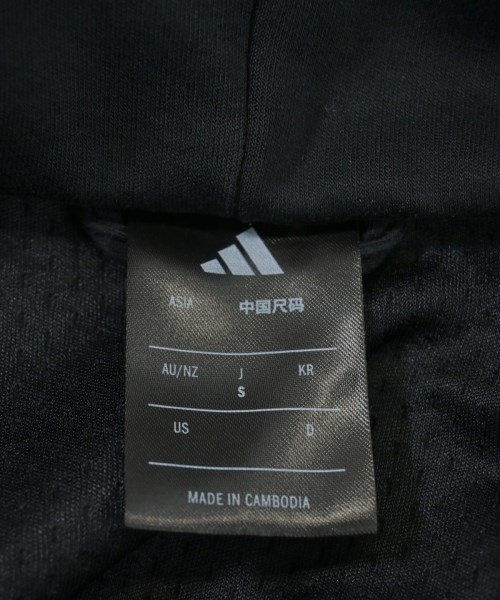 ASIA 中国尺码
AU/NZ J KR
S
US D
MADE IN CAMBODIA